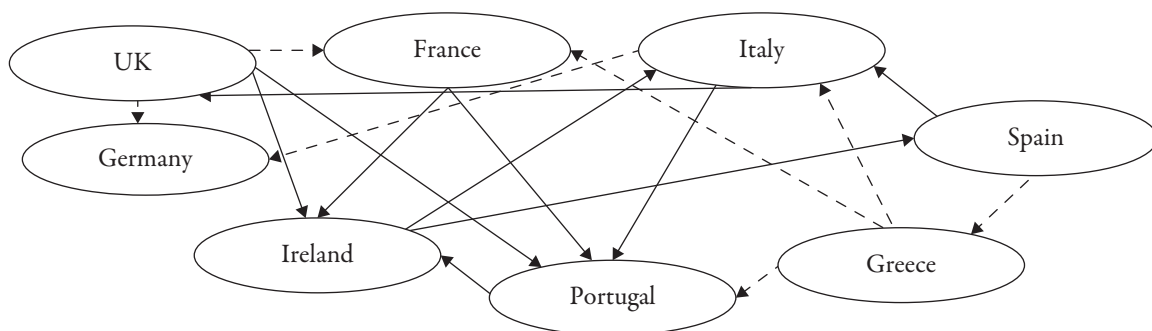 UK
France
Italy
Germany
Spain
Ireland
Portugal
Greece